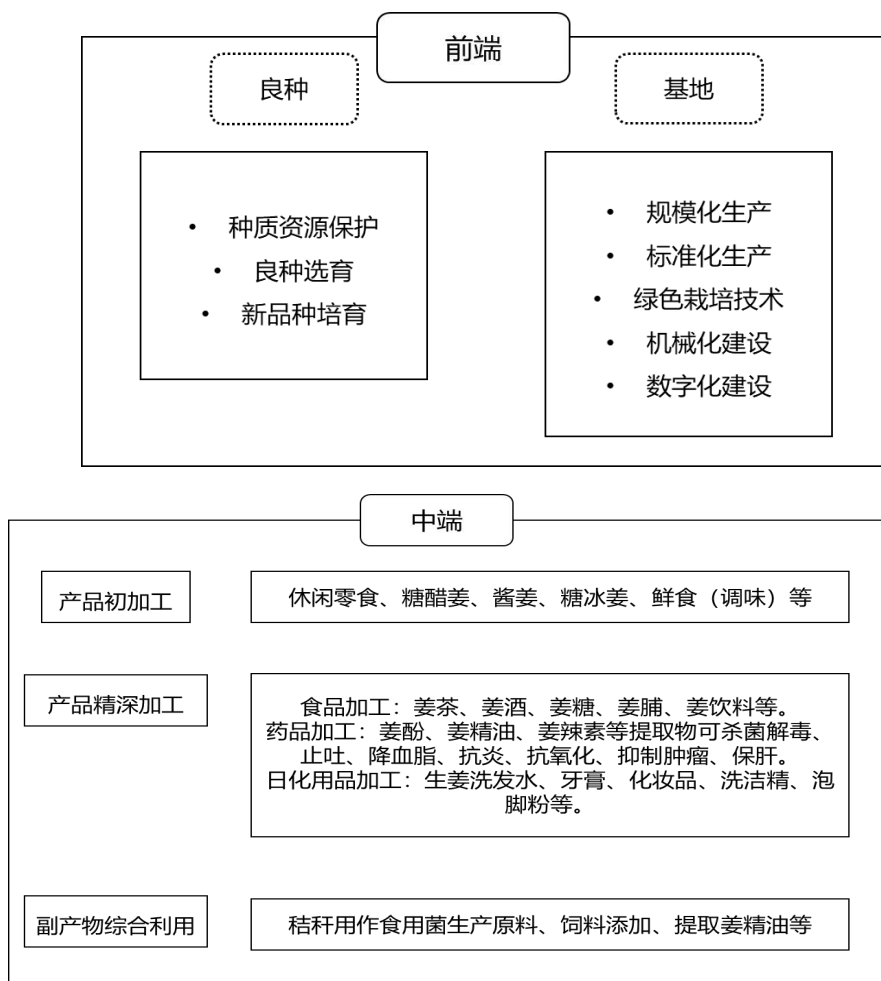 前端
良种
基地
• 种质资源保护
• 良种选育
• 新品种培育
• 规模化生产
• 标准化生产
• 绿色栽培技术
• 机械化建设
• 数字化建设
中端
产品初加工
休闲零食、糖醋姜、酱姜、糖冰姜、鲜食（调味）等
产品精深加工
食品加工：姜茶、姜酒、姜糖、姜脯、姜饮料等。
药品加工：姜酚、姜精油、姜辣素等提取物可杀菌解毒、
止吐、降血脂、抗炎、抗氧化、抑制肿瘤、保肝。
日化用品加工：生姜洗发水、牙膏、化妆品、洗洁精、泡
脚粉等。
副产物综合利用
秸秆用作食用菌生产原料、饲料添加、提取姜精油等